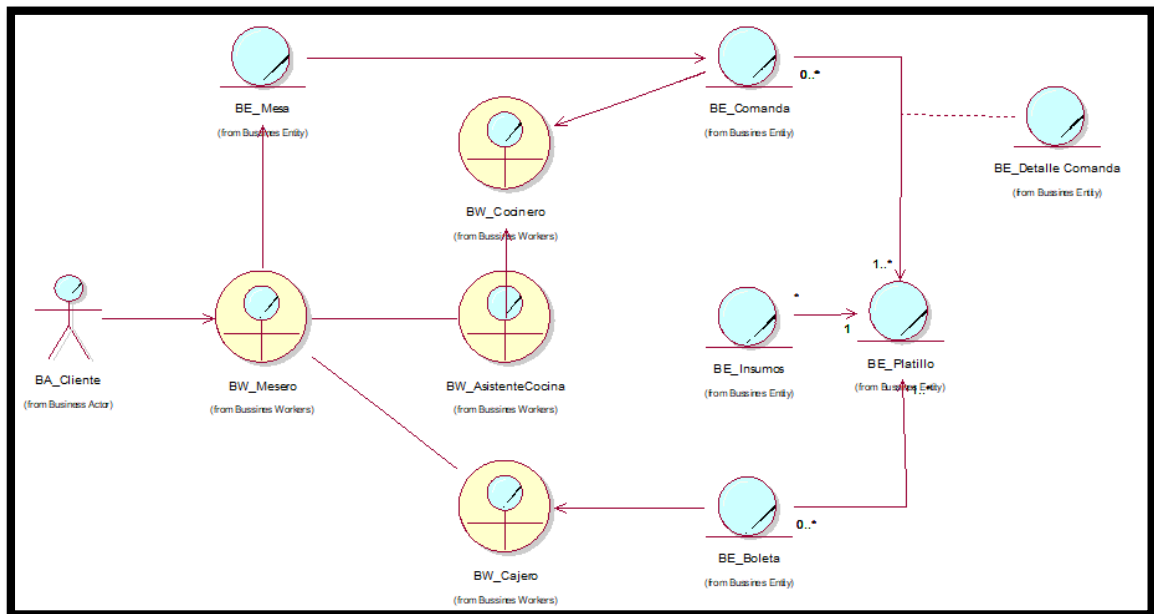 BE_Mesa
(from Bussines Entity)
0..*
BE_Comanda
(from Bussines Entity)
BE_Detalle Comanda
(from Bussines Entity)
BW_Cocinero
(from Bussines Workers)
1..*
*
1
BA_Cliente
(from Business Actor)
BW_Mesero
(from Bussines Workers)
BW_AsistenteCocina
(from Bussines Workers)
BE_Insumos
(from Bussines Entity)
BE_Platillo
(from Bussines Entity)
1..*
0..*
BW_Cajero
(from Bussines Workers)
BE_Boleta
(from Bussines Entity)